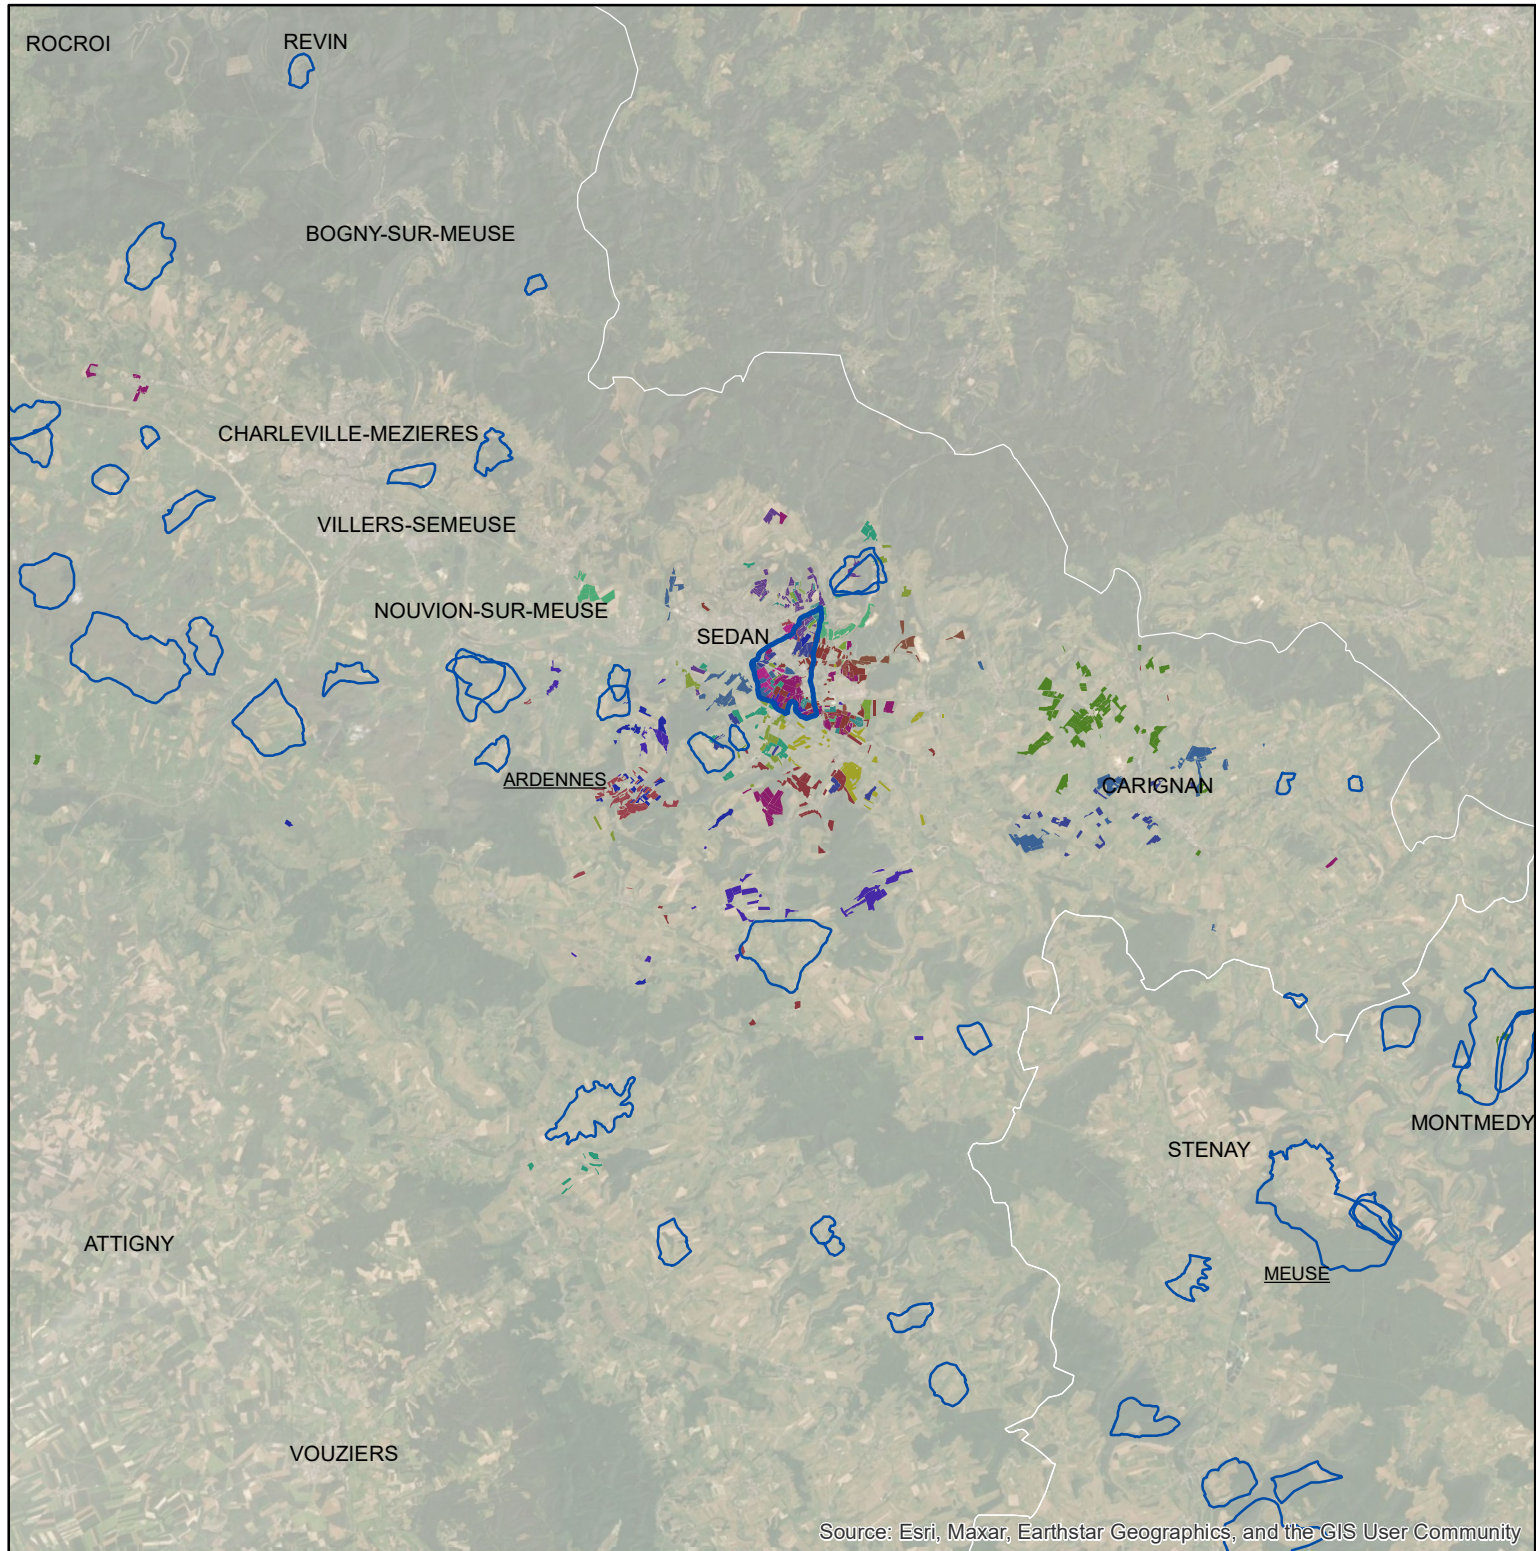 ROCROI
REVIN
BOGNY-SUR-MEUSE
CHARLEVILLE-MEZIERES
VILLERS-SEMEUSE
NOUVION-SUR-MEUSE
SEDAN
ARDENNES
CARIGNAN
MONTMEDY
STENAY
ATTIGNY
MEUSE
VOUZIERS
Source: Esri, Maxar, Earthstar Geographics, and the GIS User Community